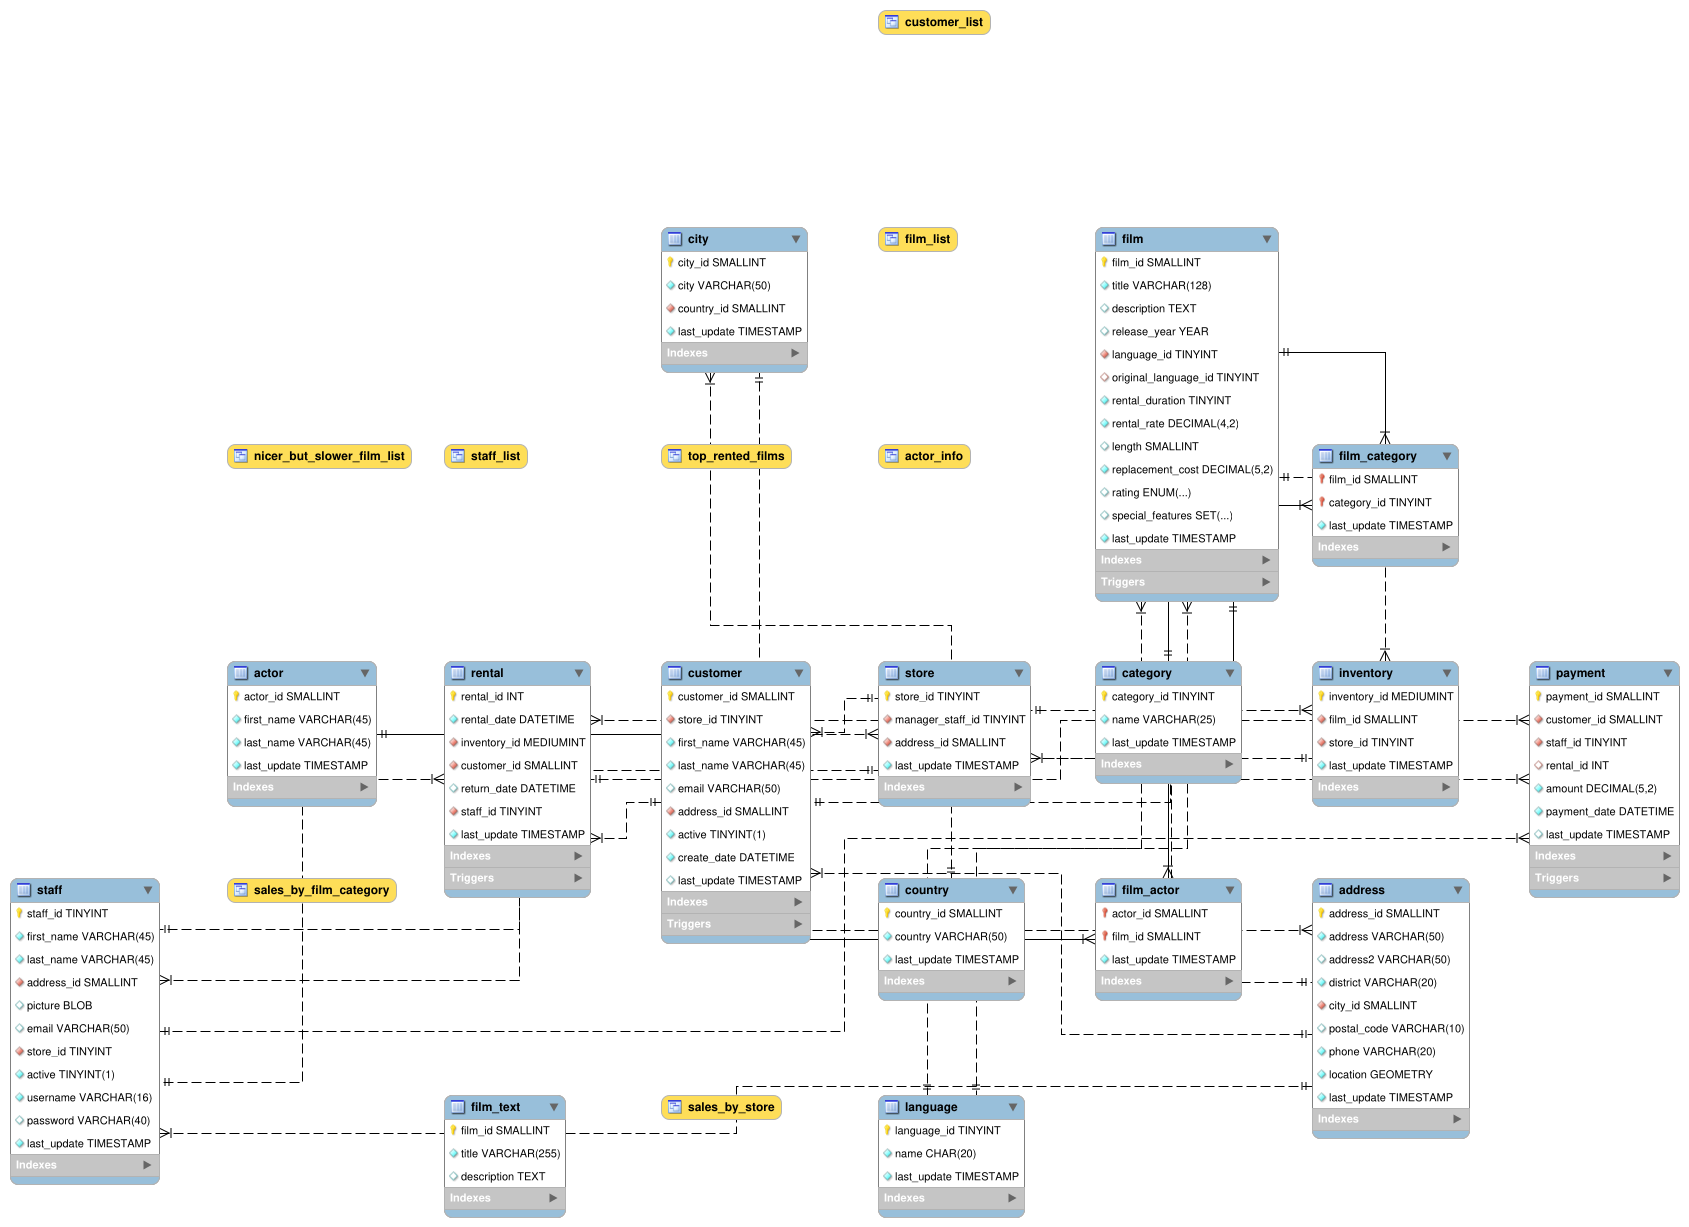 customer_list
city
city_id SMALLINT
city VARCHAR(50)
country_id SMALLINT
last_update TIMESTAMP
Indexes
film_list
film
film_id SMALLINT
title VARCHAR(128)
description TEXT
release_year YEAR
language_id TINYINT
original_language_id TINYINT
rental_duration TINYINT
rental_rate DECIMAL(4,2)
length SMALLINT
replacement_cost DECIMAL(5,2)
rating ENUM(...)
special_features SET(...)
last_update TIMESTAMP
Indexes
Triggers
nicer_but_slower_film_list
staff_list
top_rented_films
actor_info
film_category
film_id SMALLINT
category_id TINYINT
last_update TIMESTAMP
Indexes
actor
actor_id SMALLINT
first_name VARCHAR(45)
last_name VARCHAR(45)
last_update TIMESTAMP
Indexes
rental
rental_id INT
rental_date DATETIME
inventory_id MEDIUMINT
customer_id SMALLINT
return_date DATETIME
staff_id TINYINT
last_update TIMESTAMP
Indexes
Triggers
customer
customer_id SMALLINT
store_id TINYINT
first_name VARCHAR(45)
last_name VARCHAR(45)
email VARCHAR(50)
address_id SMALLINT
active TINYINT(1)
create_date DATETIME
last_update TIMESTAMP
Indexes
Triggers
store
store_id TINYINT
manager_staff_id TINYINT
address_id SMALLINT
last_update TIMESTAMP
Indexes
category
category_id TINYINT
name VARCHAR(25)
last_update TIMESTAMP
Indexes
inventory
inventory_id MEDIUMINT
film_id SMALLINT
store_id TINYINT
last_update TIMESTAMP
Indexes
payment
payment_id SMALLINT
customer_id SMALLINT
staff_id TINYINT
rental_id INT
amount DECIMAL(5,2)
payment_date DATETIME
last_update TIMESTAMP
Indexes
Triggers
staff
staff_id TINYINT
first_name VARCHAR(45)
last_name VARCHAR(45)
address_id SMALLINT
picture BLOB
email VARCHAR(50)
store_id TINYINT
active TINYINT(1)
username VARCHAR(16)
password VARCHAR(40)
last_update TIMESTAMP
Indexes
sales_by_film_category
country
country_id SMALLINT
country VARCHAR(50)
last_update TIMESTAMP
Indexes
film_actor
actor_id SMALLINT
film_id SMALLINT
last_update TIMESTAMP
Indexes
address
address_id SMALLINT
address VARCHAR(50)
address2 VARCHAR(50)
district VARCHAR(20)
city_id SMALLINT
postal_code VARCHAR(10)
phone VARCHAR(20)
location GEOMETRY
last_update TIMESTAMP
Indexes
film_text
film_id SMALLINT
title VARCHAR(255)
description TEXT
Indexes
sales_by_store
language
language_id TINYINT
name CHAR(20)
last_update TIMESTAMP
Indexes